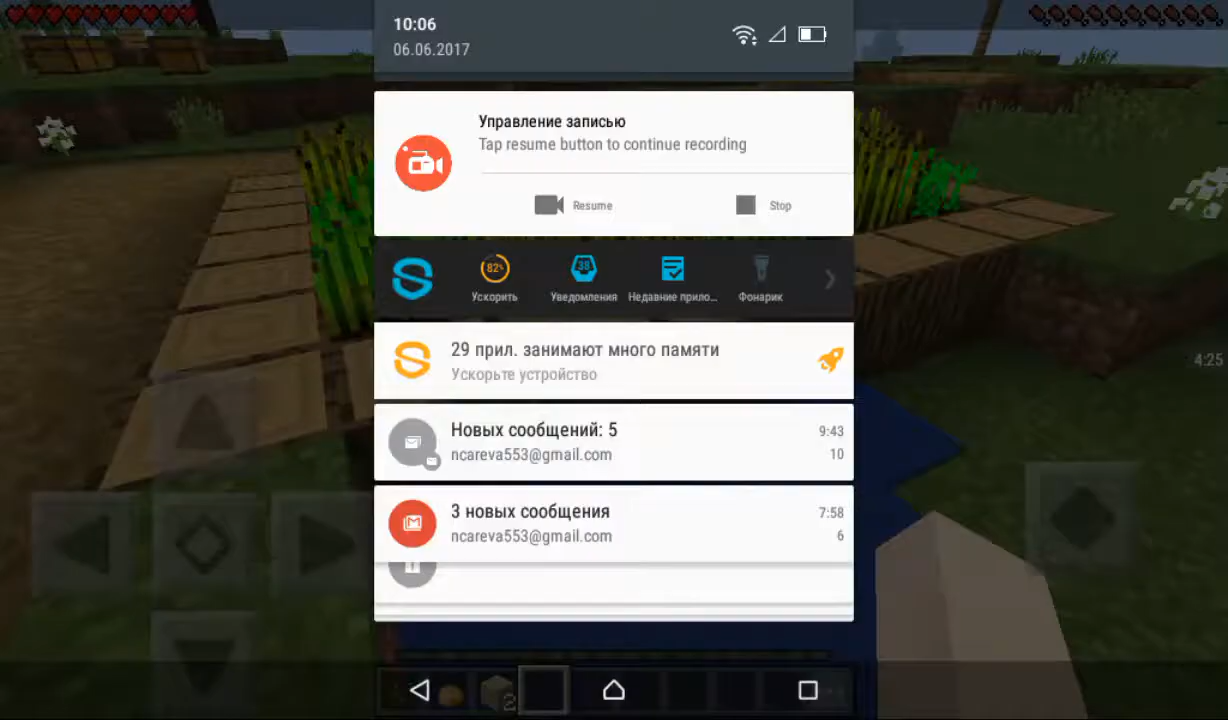 10:06
06.06.2017
Управление записью
Tap resume button to continue recording
Resume
Stop
82%
38
Ускорить
Уведомления
Недавние прило...
Фонарик
29 прил. занимают много памяти
Ускорьте устройство
4:25
Новых сообщений: 5
9:43
ncareva553@gmail.com
10
3 новых сообщения
7:58
ncareva553@gmail.com
6
2